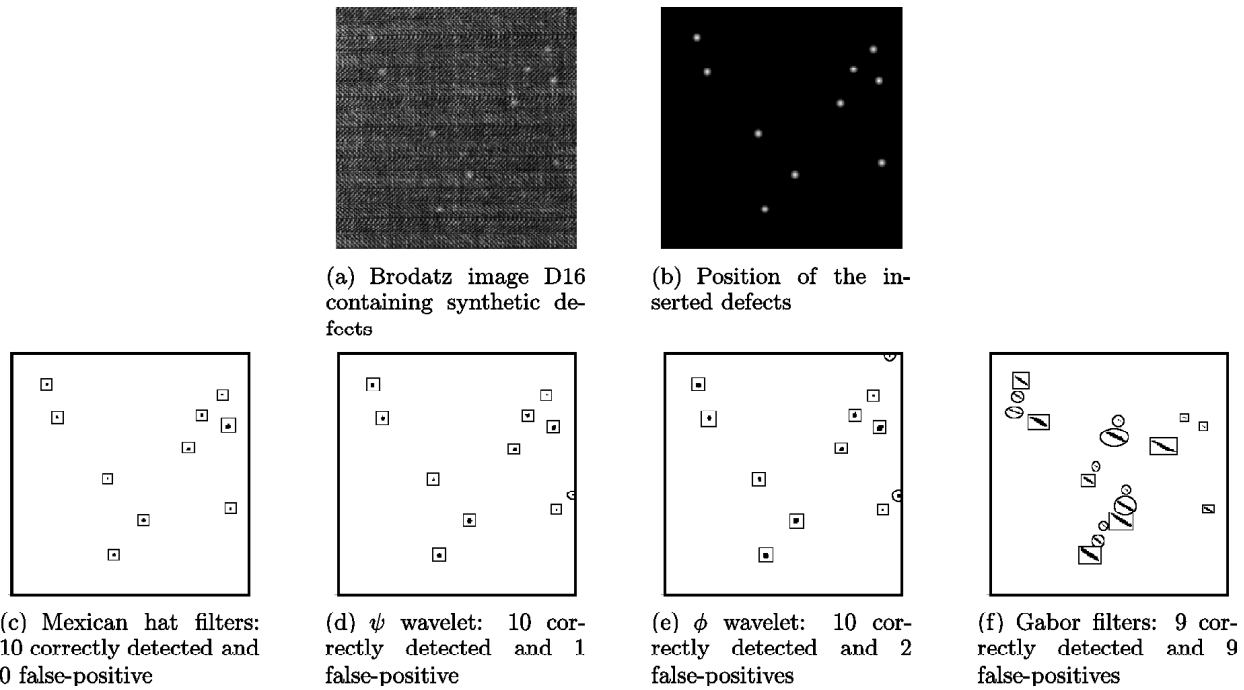 (a) Brodatz image D16
containing synthetic de-
fects
(b) Position of the in-
serted defects
(c) Mexican hat filters:
10 correctly detected and
0 false-positive
(d) ψ wavelet: 10 cor-
rectly detected and 1
false-positive
(e) ϕ wavelet: 10 cor-
rectly detected and 2
false-positives
(f) Gabor filters: 9 cor-
rectly detected and 9
false-positives